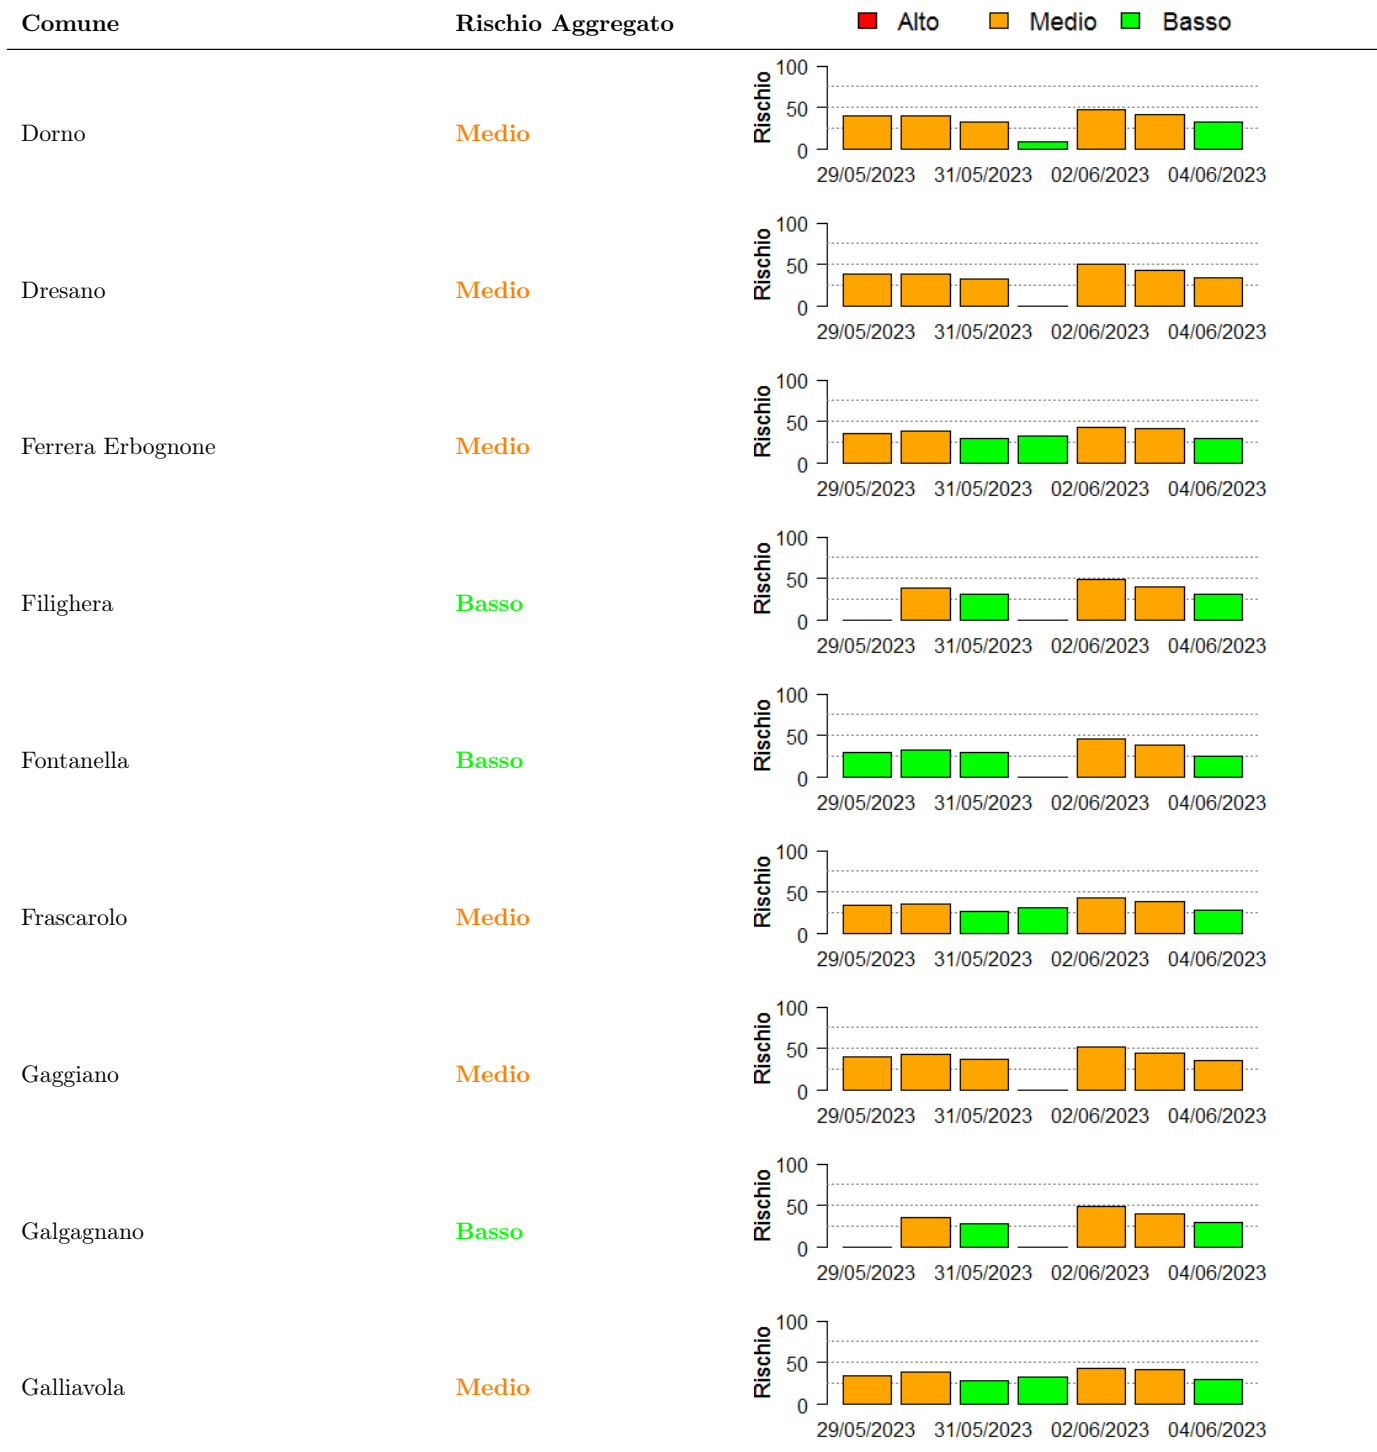 Comune Rischio Aggregato Alto Medio Basso
Dorno Medio
Rischio
100
50
0
29/05/2023 31/05/2023 02/06/2023 04/06/2023
Dresano Medio
Rischio
100
50
0
29/05/2023 31/05/2023 02/06/2023 04/06/2023
Ferrera Erbognone Medio
Rischio
100
50
0
29/05/2023 31/05/2023 02/06/2023 04/06/2023
Filighera Basso
Rischio
100
50
0
29/05/2023 31/05/2023 02/06/2023 04/06/2023
Fontanella Basso
Rischio
100
50
0
29/05/2023 31/05/2023 02/06/2023 04/06/2023
Frascarolo Medio
Rischio
100
50
0
29/05/2023 31/05/2023 02/06/2023 04/06/2023
Gaggiano Medio
Rischio
100
50
0
29/05/2023 31/05/2023 02/06/2023 04/06/2023
Galgagnano Basso
Rischio
100
50
0
29/05/2023 31/05/2023 02/06/2023 04/06/2023
Galliavola Medio
Rischio
100
50
0
29/05/2023 31/05/2023 02/06/2023 04/06/2023